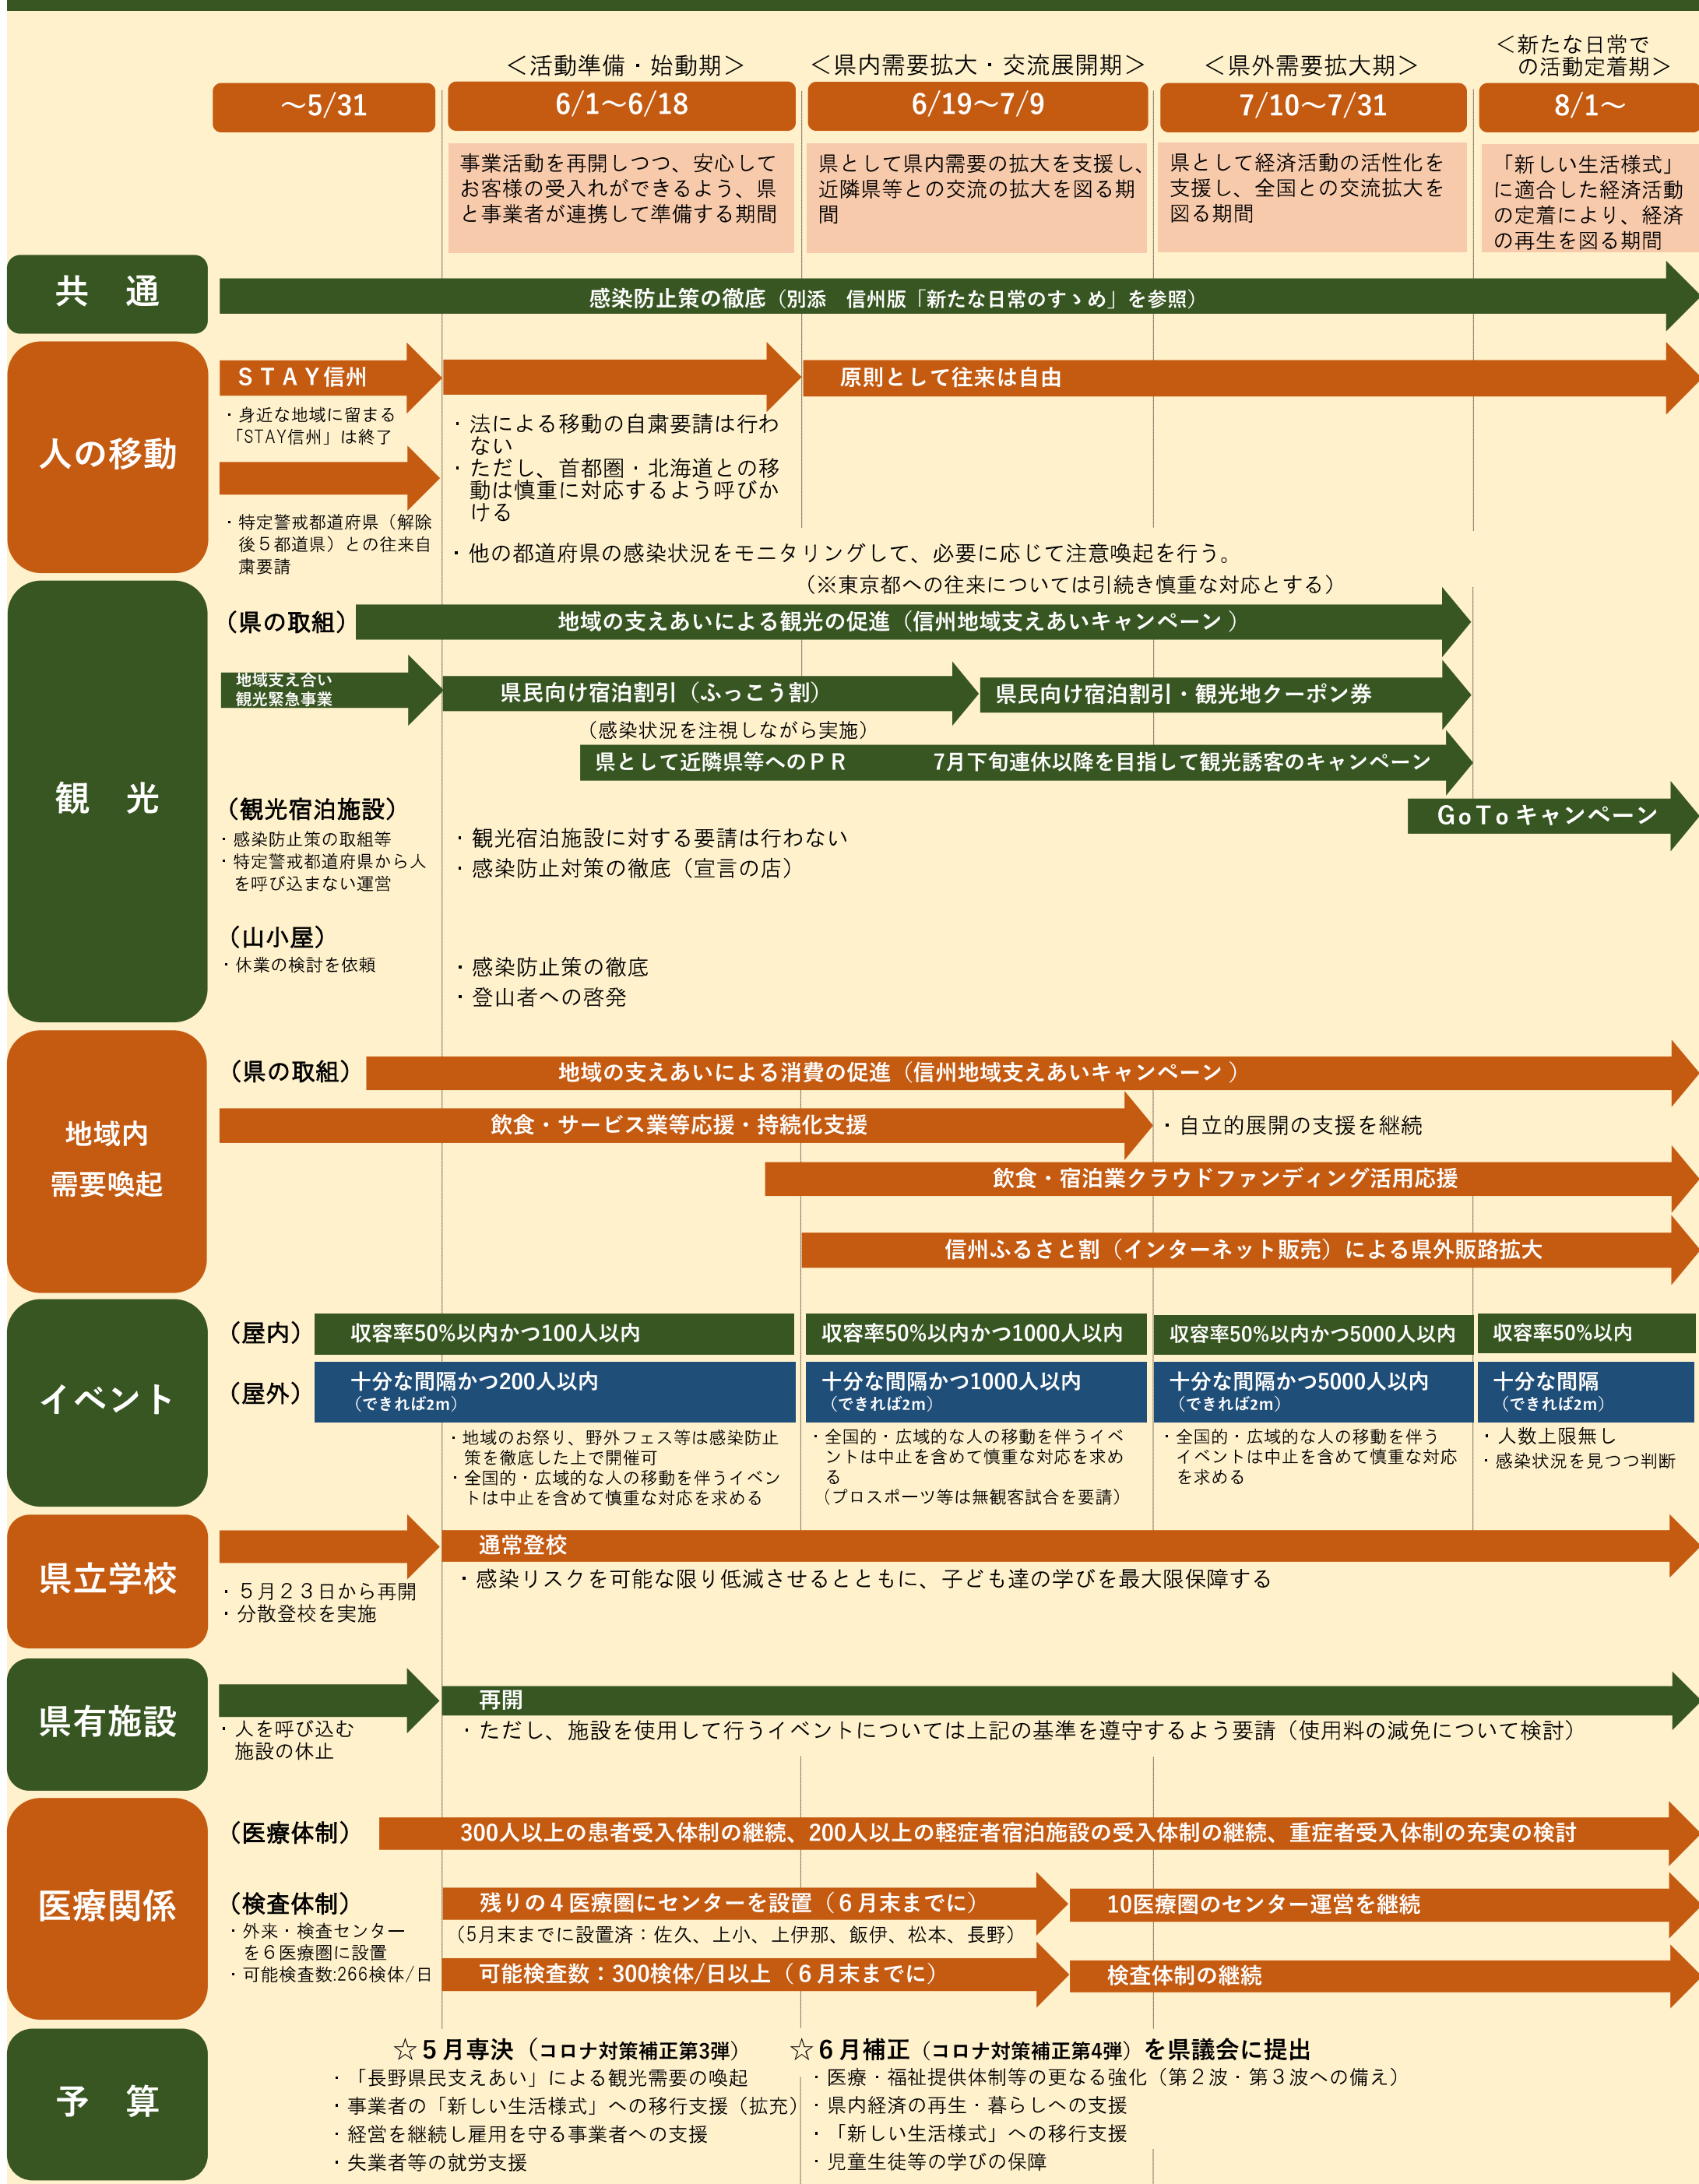 ＜活動準備・始動期＞
＜県内需要拡大・交流展開期＞
＜県外需要拡大期＞
＜新たな日常で
の活動定着期＞
～5/31
6/1～6/18
6/19～7/9
7/10～7/31
8/1～
事業活動を再開しつつ、安心して
お客様の受入れができるよう、県
と事業者が連携して準備する期間
県として県内需要の拡大を支援し、
近隣県等との交流の拡大を図る期
間
県として経済活動の活性化を
支援し、全国との交流拡大を
図る期間
「新しい生活様式」
に適合した経済活動
の定着により、経済
の再生を図る期間
共　通
感染防止策の徹底（別添　信州版「新たな日常のすゝめ」を参照）
人の移動
ＳＴＡＹ信州
・身近な地域に留まる
「STAY信州」は終了
・特定警戒都道府県（解除
後５都道県）との往来自
粛要請
・法による移動の自粛要請は行わ
ない
・ただし、首都圏・北海道との移
動は慎重に対応するよう呼びか
ける
原則として往来は自由
・他の都道府県の感染状況をモニタリングして、必要に応じて注意喚起を行う。
（※東京都への往来については引続き慎重な対応とする）
観　光
（県の取組）
地域の支えあいによる観光の促進（信州地域支えあいキャンペーン ）
地域支え合い
観光緊急事業
県民向け宿泊割引（ふっこう割）
県民向け宿泊割引・観光地クーポン券
（感染状況を注視しながら実施）
県として近隣県等へのＰＲ
7月下旬連休以降を目指して観光誘客のキャンペーン
GoToキャンペーン
（観光宿泊施設）
・感染防止策の取組等
・特定警戒都道府県から人
を呼び込まない運営
・観光宿泊施設に対する要請は行わない
・感染防止対策の徹底（宣言の店）
（山小屋）
・休業の検討を依頼
・感染防止策の徹底
・登山者への啓発
地域内
需要喚起
（県の取組）
地域の支えあいによる消費の促進（信州地域支えあいキャンペーン ）
飲食・サービス業等応援・持続化支援
・自立的展開の支援を継続
飲食・宿泊業クラウドファンディング活用応援
信州ふるさと割（インターネット販売）による県外販路拡大
イベント
（屋内）
収容率50%以内かつ100人以内
収容率50%以内かつ1000人以内
収容率50%以内かつ5000人以内
収容率50%以内
（屋外）
十分な間隔かつ200人以内
（できれば2m）
十分な間隔かつ1000人以内
（できれば2m）
十分な間隔かつ5000人以内
（できれば2m）
十分な間隔
（できれば2m）
・地域のお祭り、野外フェス等は感染防止
策を徹底した上で開催可
・全国的・広域的な人の移動を伴うイベン
トは中止を含めて慎重な対応を求める
・全国的・広域的な人の移動を伴うイベ
ントは中止を含めて慎重な対応を求め
る
（プロスポーツ等は無観客試合を要請）
・全国的・広域的な人の移動を伴う
イベントは中止を含めて慎重な対応
を求める
・人数上限無し
・感染状況を見つつ判断
県立学校
・５月２３日から再開
・分散登校を実施
通常登校
・感染リスクを可能な限り低減させるとともに、子ども達の学びを最大限保障する
県有施設
・人を呼び込む
施設の休止
再開
・ただし、施設を使用して行うイベントについては上記の基準を遵守するよう要請（使用料の減免について検討）
医療関係
（医療体制）
300人以上の患者受入体制の継続、200人以上の軽症者宿泊施設の受入体制の継続、重症者受入体制の充実の検討
（検査体制）
・外来・検査センター
を６医療圏に設置
・可能検査数:266検体/日
残りの４医療圏にセンターを設置（６月末までに）
10医療圏のセンター運営を継続
（5月末までに設置済：佐久、上小、上伊那、飯伊、松本、長野）
可能検査数：300検体/日以上（６月末までに）
検査体制の継続
予　算
☆５月専決（コロナ対策補正第3弾）
・「長野県民支えあい」による観光需要の喚起
・事業者の「新しい生活様式」への移行支援（拡充）
・経営を継続し雇用を守る事業者への支援
・失業者等の就労支援
☆６月補正（コロナ対策補正第4弾）を県議会に提出
・医療・福祉提供体制等の更なる強化（第２波・第３波への備え）
・県内経済の再生・暮らしへの支援
・「新しい生活様式」への移行支援
・児童生徒等の学びの保障